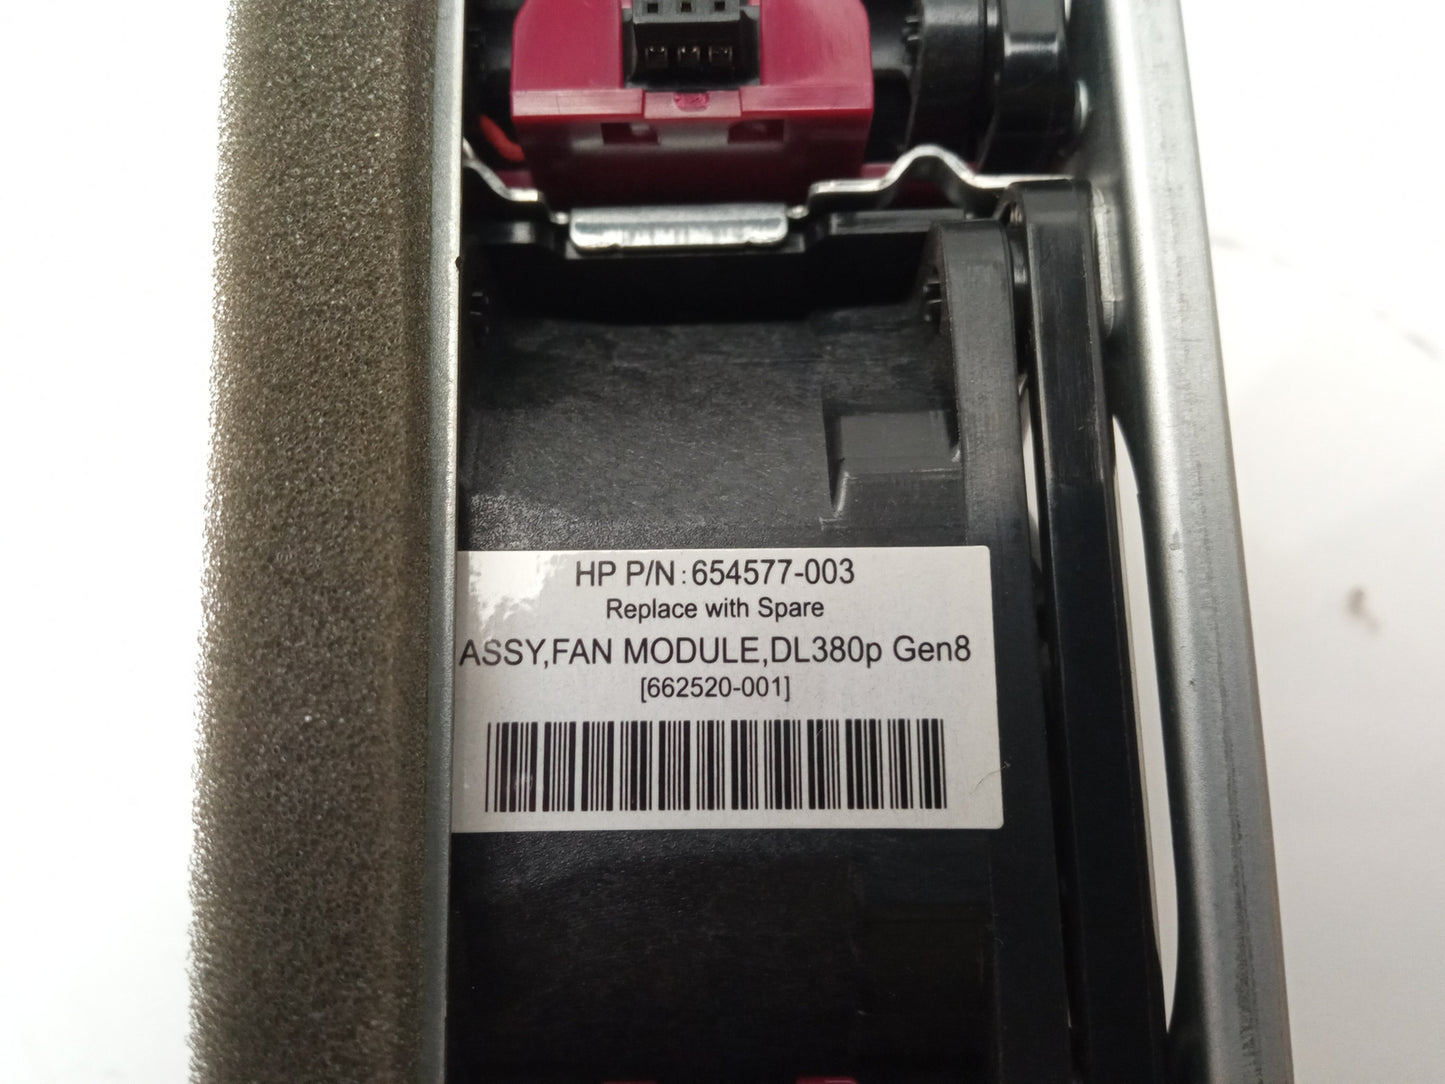 HP P/N:654577-003
Replace with Spare
ASSY,FAN MODULE,DL380p Gen8
[662520-001]